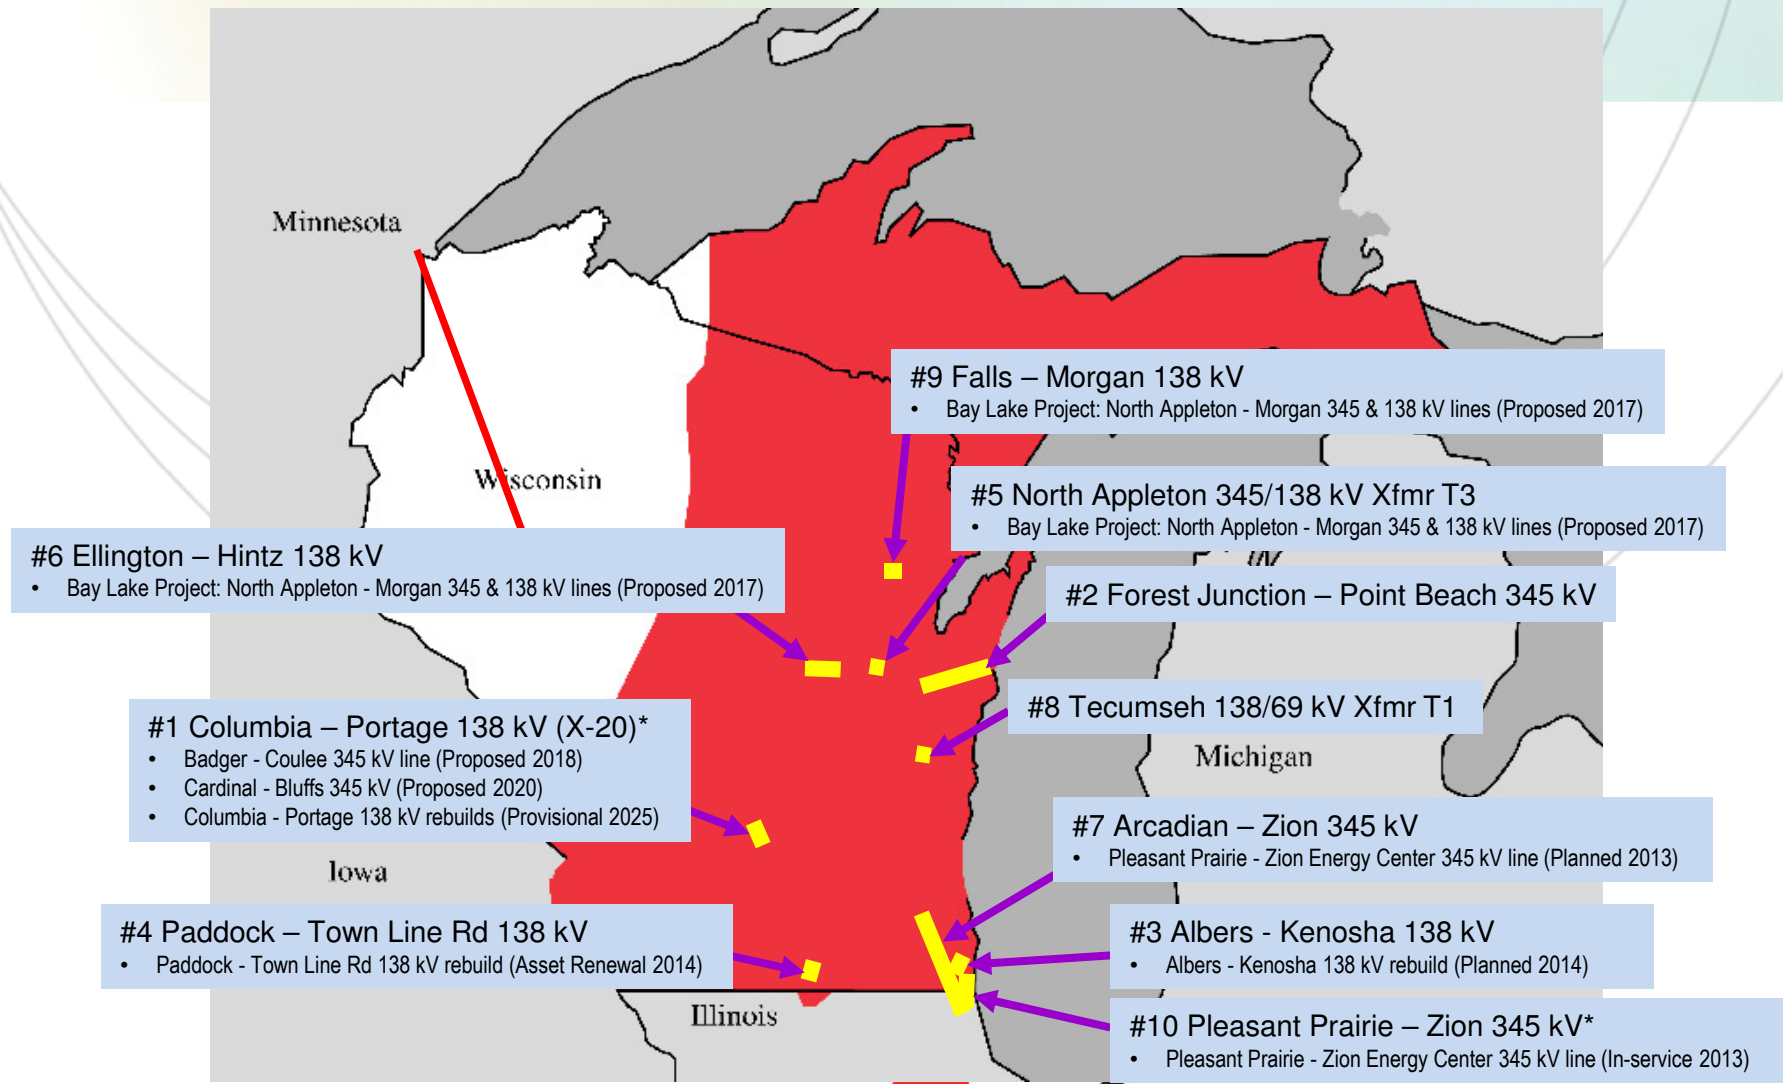 Minnesota
#9 Falls – Morgan 138 kV
• Bay Lake Project: North Appleton - Morgan 345 & 138 kV lines (Proposed 2017)
Wisconsin
#5 North Appleton 345/138 kV Xfmr T3
• Bay Lake Project: North Appleton - Morgan 345 & 138 kV lines (Proposed 2017)
#6 Ellington – Hintz 138 kV
• Bay Lake Project: North Appleton - Morgan 345 & 138 kV lines (Proposed 2017)
#2 Forest Junction – Point Beach 345 kV
#8 Tecumseh 138/69 kV Xfmr T1
#1 Columbia – Portage 138 kV (X-20)*
• Badger - Coulee 345 kV line (Proposed 2018)
• Cardinal - Bluffs 345 kV (Proposed 2020)
• Columbia - Portage 138 kV rebuilds (Provisional 2025)
Michigan
#7 Arcadian – Zion 345 kV
• Pleasant Prairie - Zion Energy Center 345 kV line (Planned 2013)
Iowa
#4 Paddock – Town Line Rd 138 kV
• Paddock - Town Line Rd 138 kV rebuild (Asset Renewal 2014)
#3 Albers - Kenosha 138 kV
• Albers - Kenosha 138 kV rebuild (Planned 2014)
Illinois
#10 Pleasant Prairie – Zion 345 kV*
• Pleasant Prairie - Zion Energy Center 345 kV line (In-service 2013)